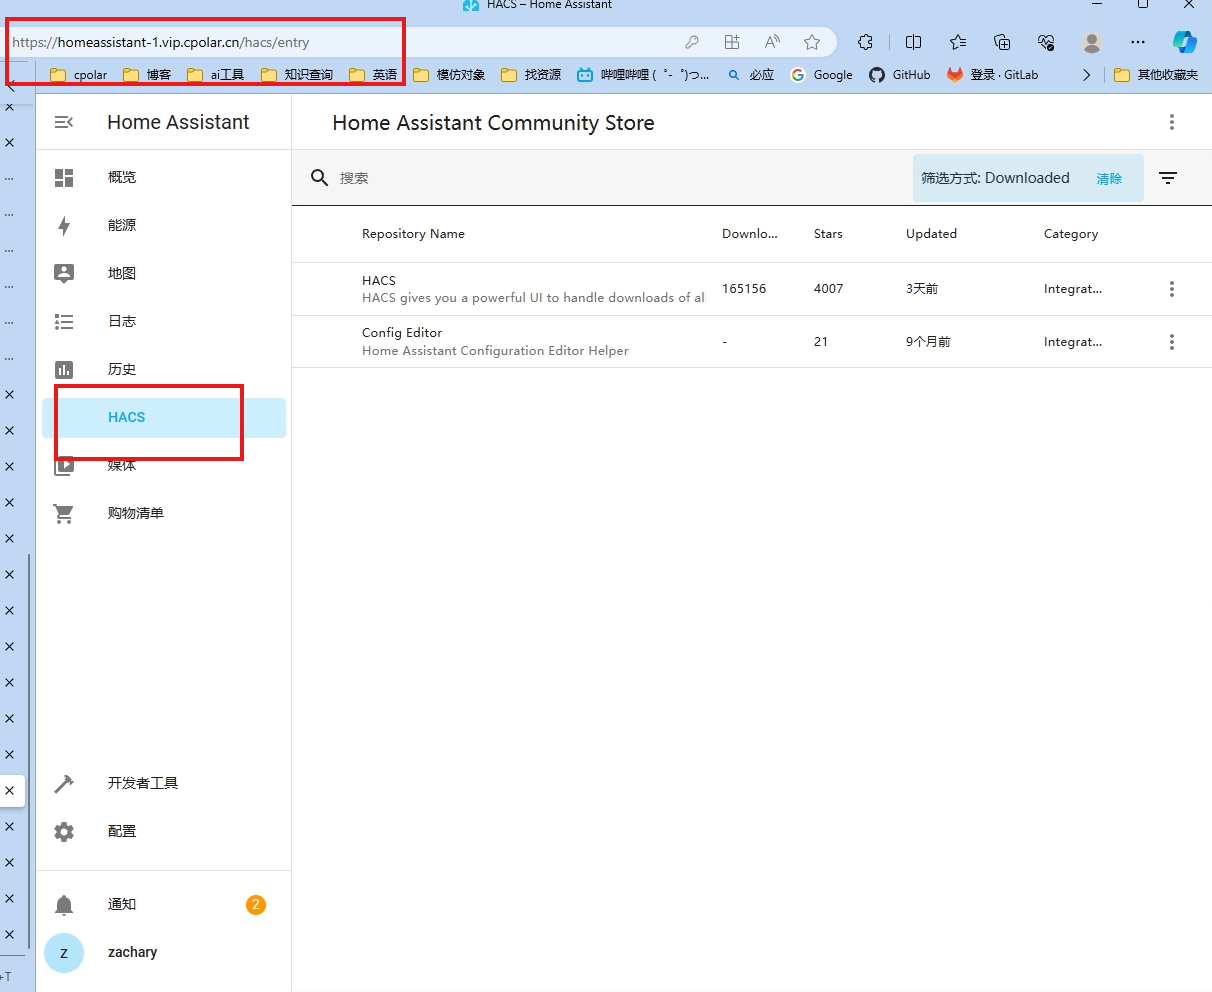 HACS – Home Assistant
https://homeassistant-1.vip.cpolar.cn/hacs/entry
cpolar 博客 ai工具 知识查询 英语 模仿对象 找资源 哔哩哔哩 ( ゜- ゜)つ... 必应 Google GitHub 登录 · GitLab 其他收藏夹
Home Assistant
Home Assistant Community Store
概览
搜索
筛选方式: Downloaded 清除
能源
Repository Name Downlo... Stars Updated Category
地图
HACS
HACS gives you a powerful UI to handle downloads of all
165156 4007 3天前 Integrat...
日志
Config Editor
Home Assistant Configuration Editor Helper
- 21 9个月前 Integrat...
历史
HACS
媒体
购物清单
开发者工具
配置
通知 2
z zachary
+T